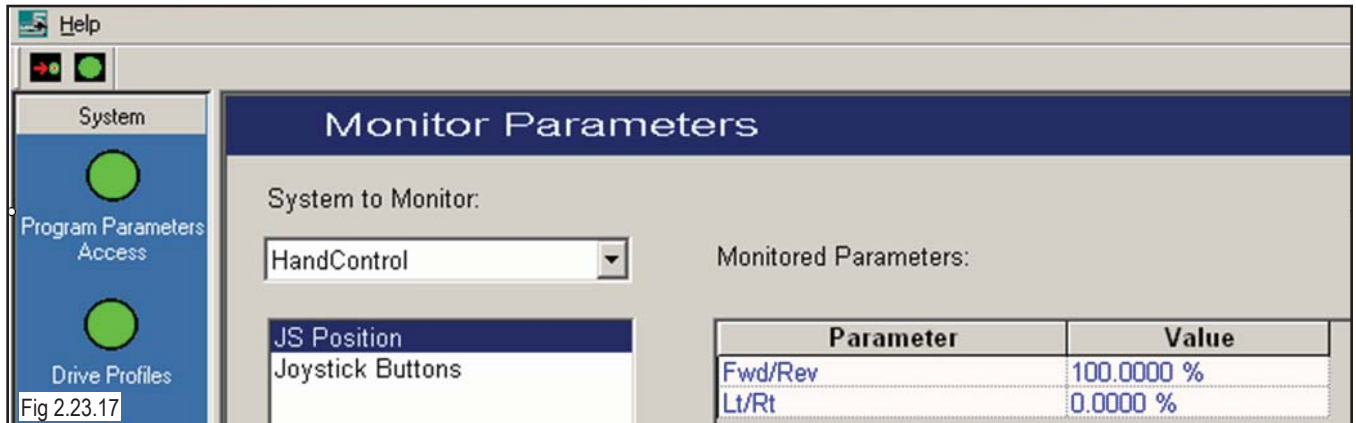 Help
System
Monitor Parameters
System to Monitor:
Program Parameters
Access
HandControl
Monitored Parameters:
JS Position
Joystick Buttons
Parameter Value
Fwd/Rev 100.0000 %
Lt/Rt 0.0000 %
Drive Profiles
Fig 2.23.17